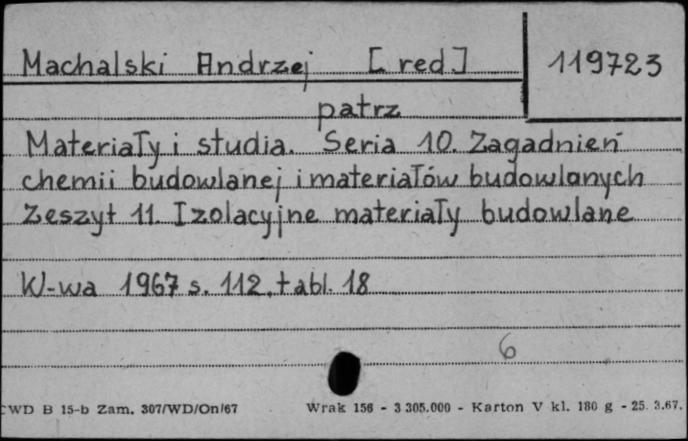 Machalski Andrzej [red] 119723
patrz
Materiały i studia. Seria 10. Zagadnień
chemii budowlanej i materiałów budowlanych
Zeszyt 11. Izolacyjne materiały budowlane
W-wa 1967 s. 112, tabl. 18
6
CWD B 15-b Zam. 307/WD/On/67 Wrak 156 - 3 305.000 - Karton V kl. 180 g - 25. 3.67.